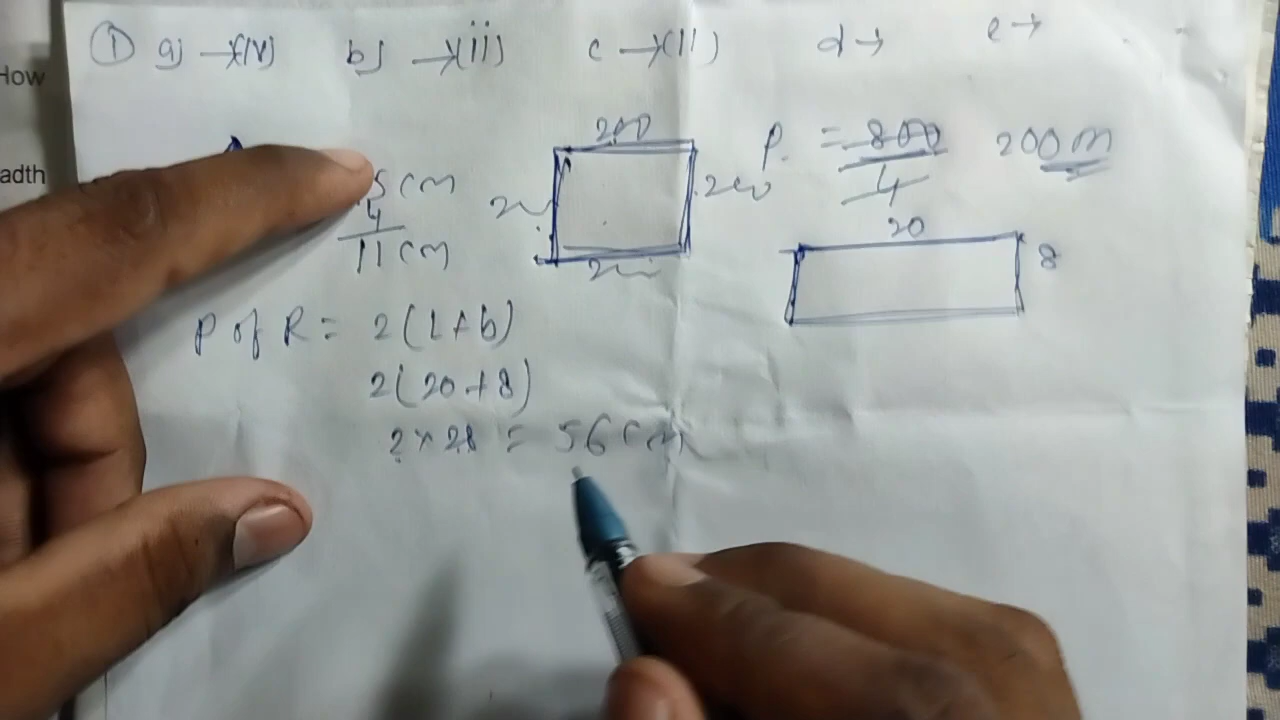 How
adth
① a) →(iv) b) →(iii) c →(ii) d → e →
5 cm
4
11 cm
200
200
P. = 800
4
200 m
20
8
P of R = 2(l+b)
2(20+8)
2×28 = 56 cm